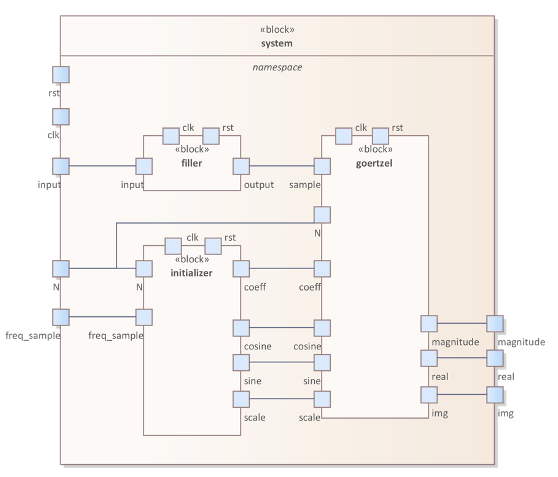 «block»
system
namespace
rst
clk
clk rst
«block»
filler
input input output
clk rst
«block»
goertzel
sample
N
clk rst
«block»
initializer
N N coeff coeff
freq_sample freq_sample
cosine cosine
sine sine
scale scale
magnitude magnitude
real real
img img